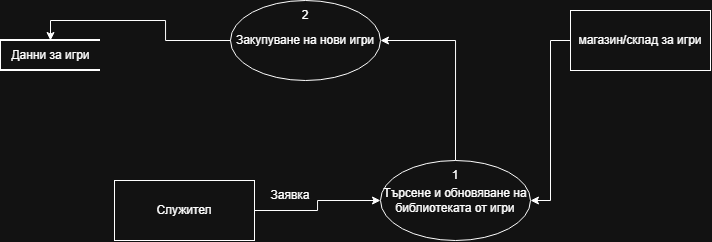 2
Закупуване на нови игри
магазин/склад за игри
Данни за игри
1
Търсене и обновяване на
библиотеката от игри
Заявка
Служител